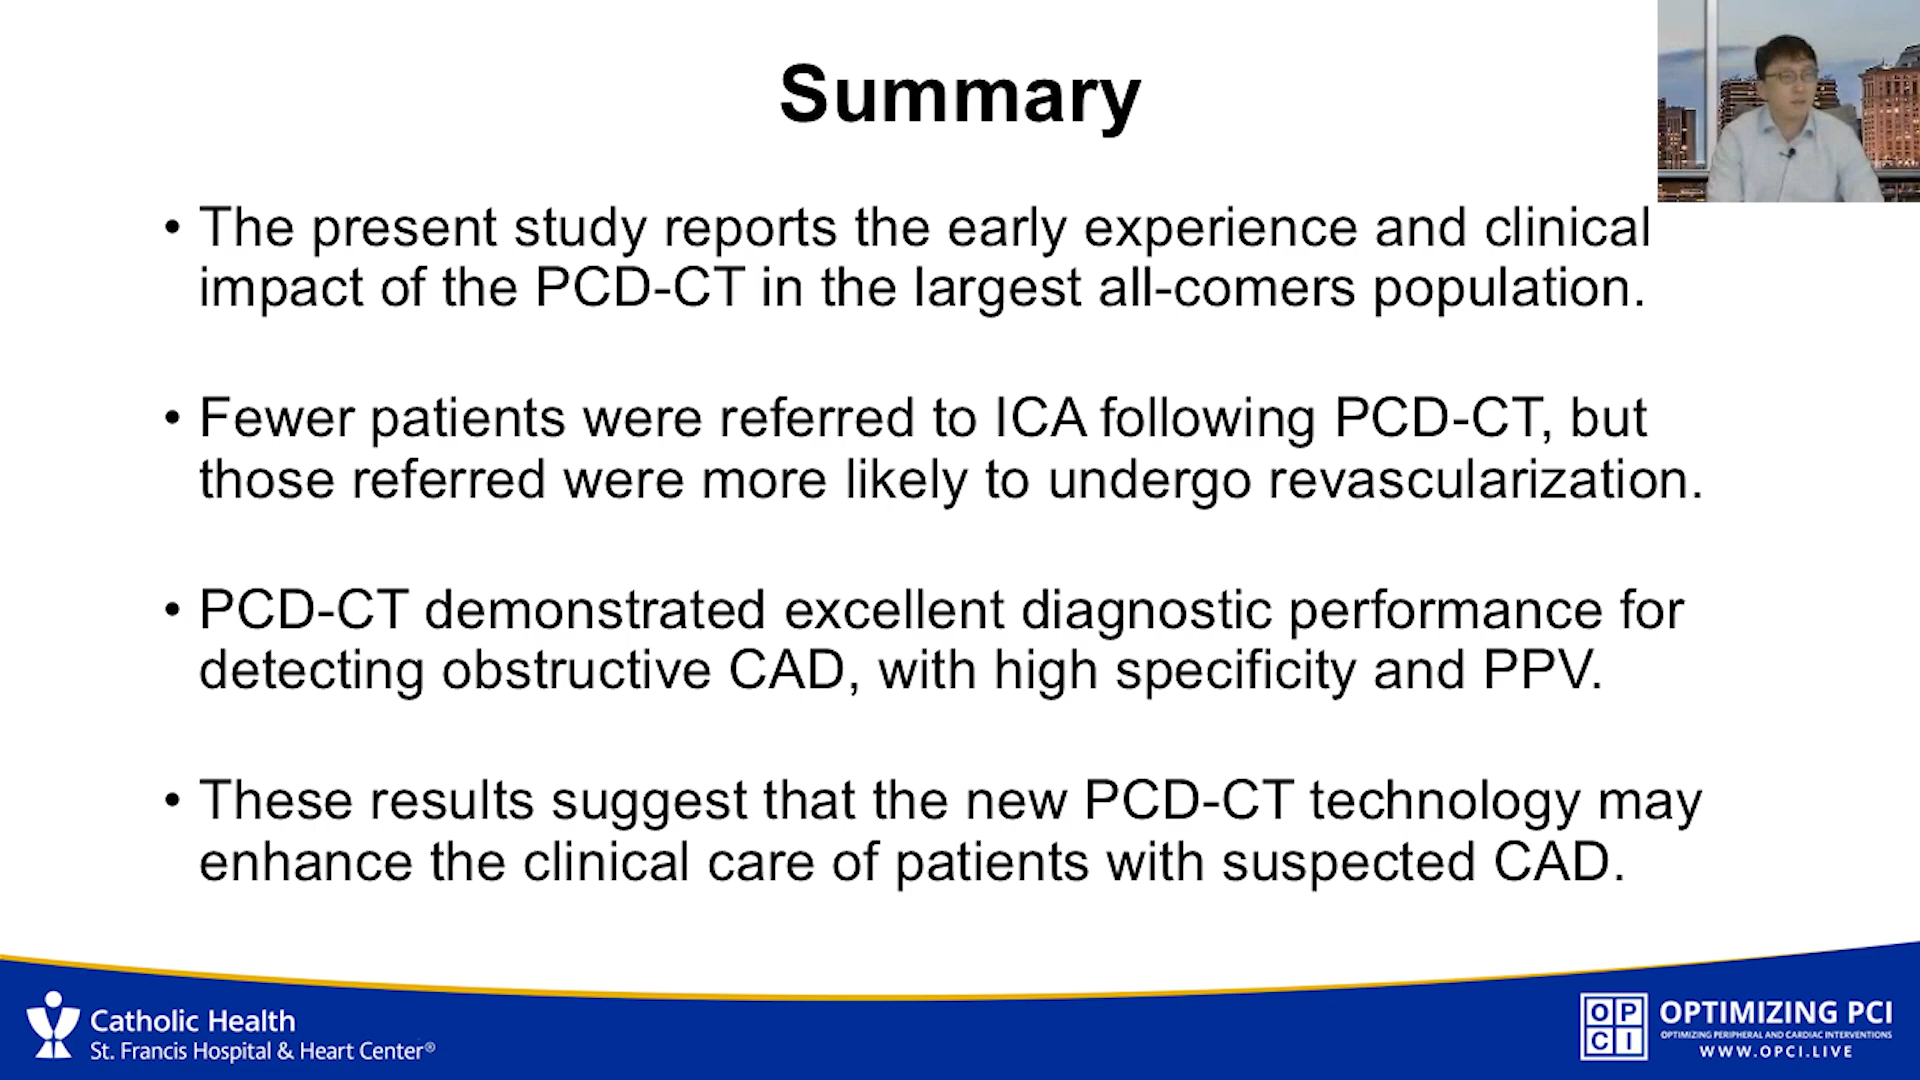 Summary
• The present study reports the early experience and clinical
impact of the PCD-CT in the largest all-comers population.
• Fewer patients were referred to ICA following PCD-CT, but
those referred were more likely to undergo revascularization.
• PCD-CT demonstrated excellent diagnostic performance for
detecting obstructive CAD, with high specificity and PPV.
• These results suggest that the new PCD-CT technology may
enhance the clinical care of patients with suspected CAD.
Catholic Health
St. Francis Hospital & Heart Center®
OP
CI
OPTIMIZING PCI
OPTIMIZING PERIPHERAL AND CARDIAC INTERVENTIONS
WWW.OPCI.LIVE